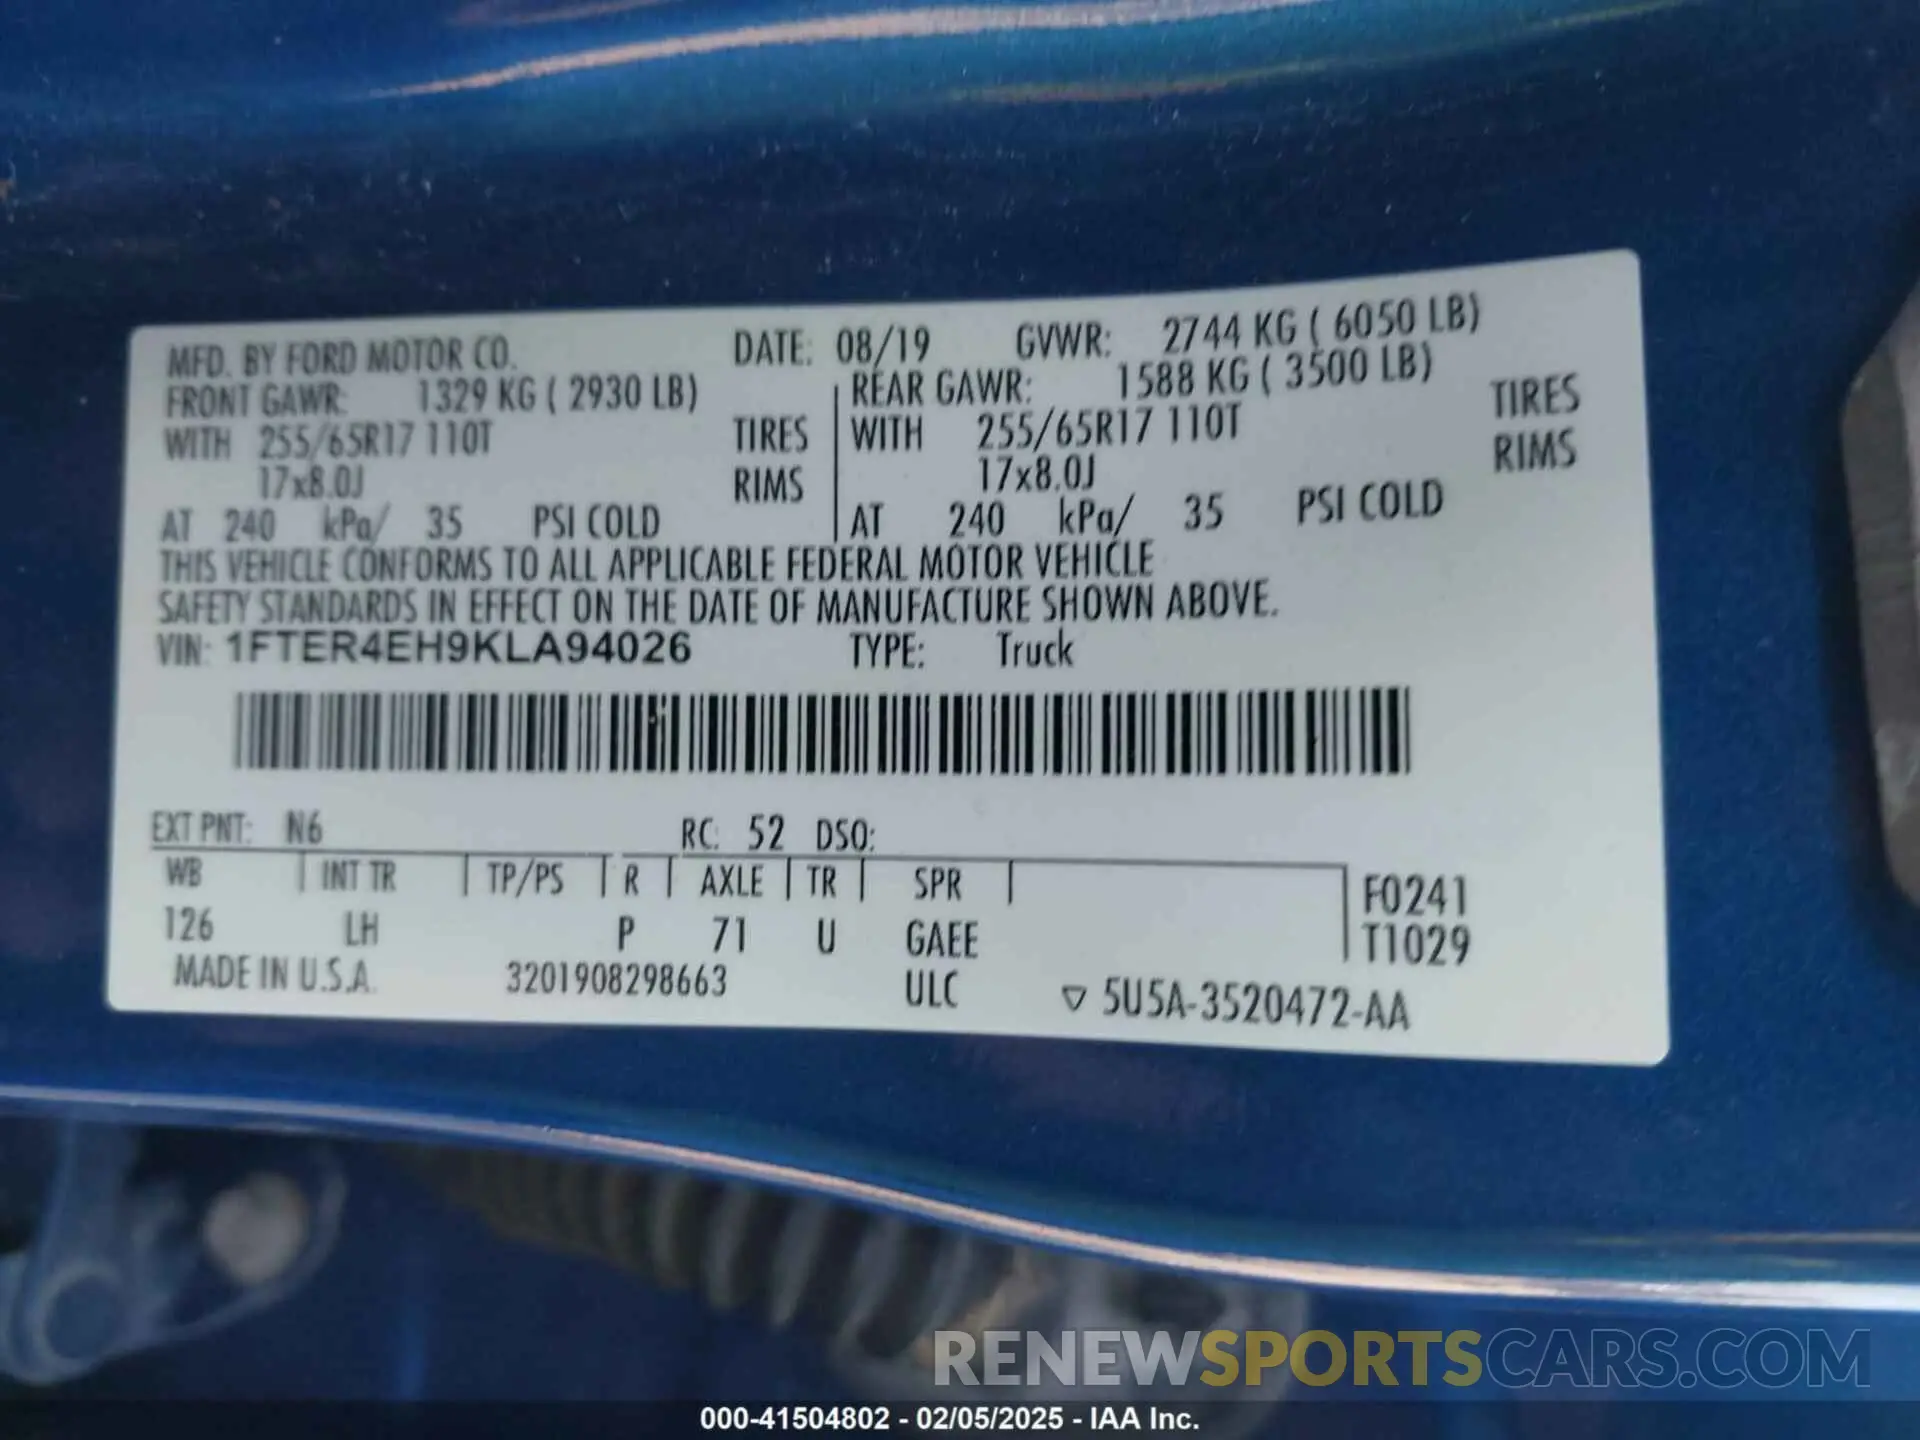 MFD. BY FORD MOTOR CO. DATE: 08/19 GVWR: 2744 KG ( 6050 LB)
FRONT GAWR: 1329 KG ( 2930 LB) REAR GAWR: 1588 KG ( 3500 LB)
WITH 255/65R17 110T TIRES WITH 255/65R17 110T TIRES
17x8.0J RIMS 17x8.0J RIMS
AT 240 kPa/ 35 PSI COLD AT 240 kPa/ 35 PSI COLD
THIS VEHICLE CONFORMS TO ALL APPLICABLE FEDERAL MOTOR VEHICLE
SAFETY STANDARDS IN EFFECT ON THE DATE OF MANUFACTURE SHOWN ABOVE.
VIN: 1FTER4EH9KLA94026 TYPE: Truck
EXT PNT: N6 RC: 52 DSO:
WB INT TR TP/PS R AXLE TR SPR F0241
126 LH P 71 U GAEE T1029
MADE IN U.S.A. 3201908298663 ULC ▽ 5U5A-3520472-AA
RENEWSPORTSCARS.COM
000-41504802 - 02/05/2025 - IAA Inc.